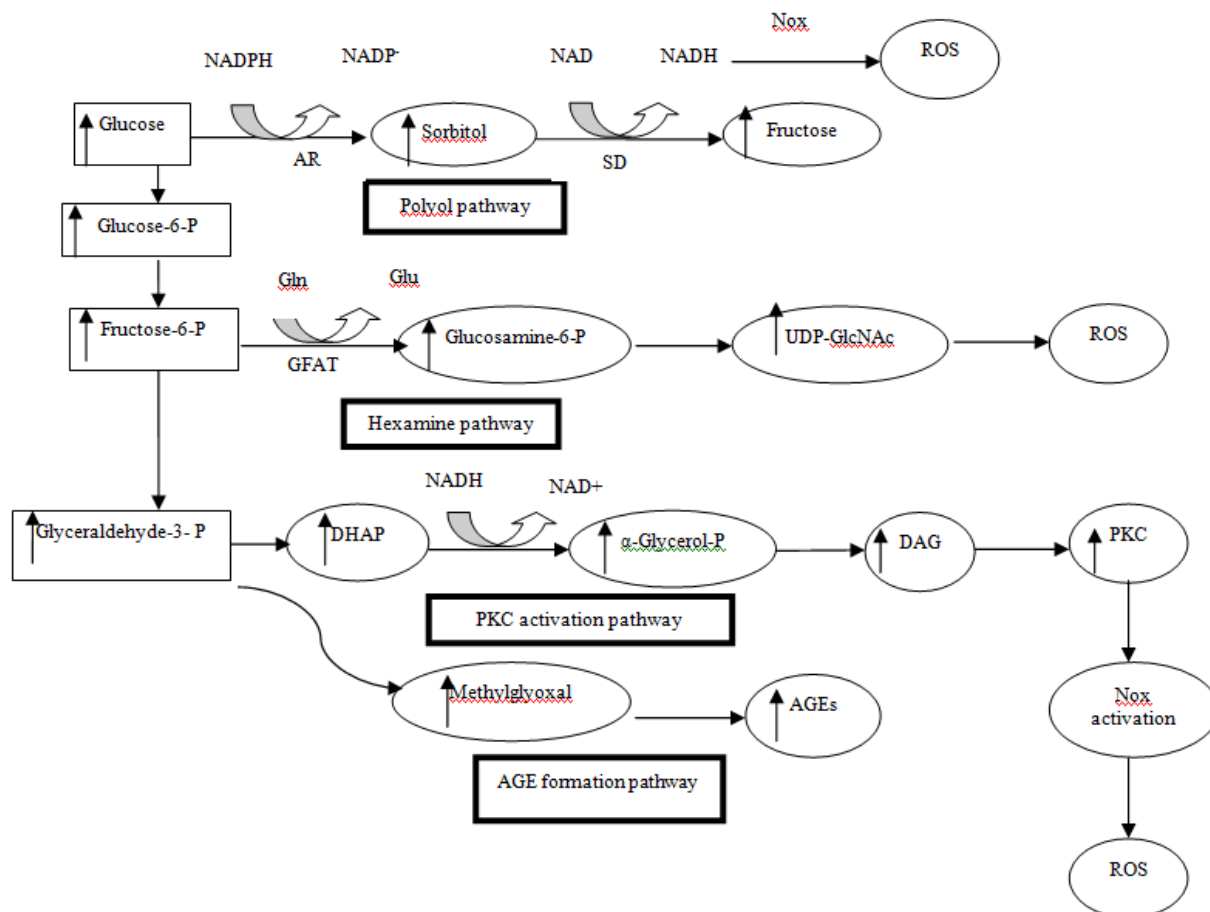 Nox
NADPH
NADP-
NAD
NADH
ROS
Glucose
Sorbitol
Fructose
AR
SD
Polyol pathway
Glucose-6-P
Gln
Glu
Fructose-6-P
Glucosamine-6-P
UDP-GlcNAc
ROS
GFAT
Hexamine pathway
NADH
NAD+
Glyceraldehyde-3- P
DHAP
α-Glycerol-P
DAG
PKC
PKC activation pathway
Methylglyoxal
AGEs
Nox
activation
AGE formation pathway
ROS